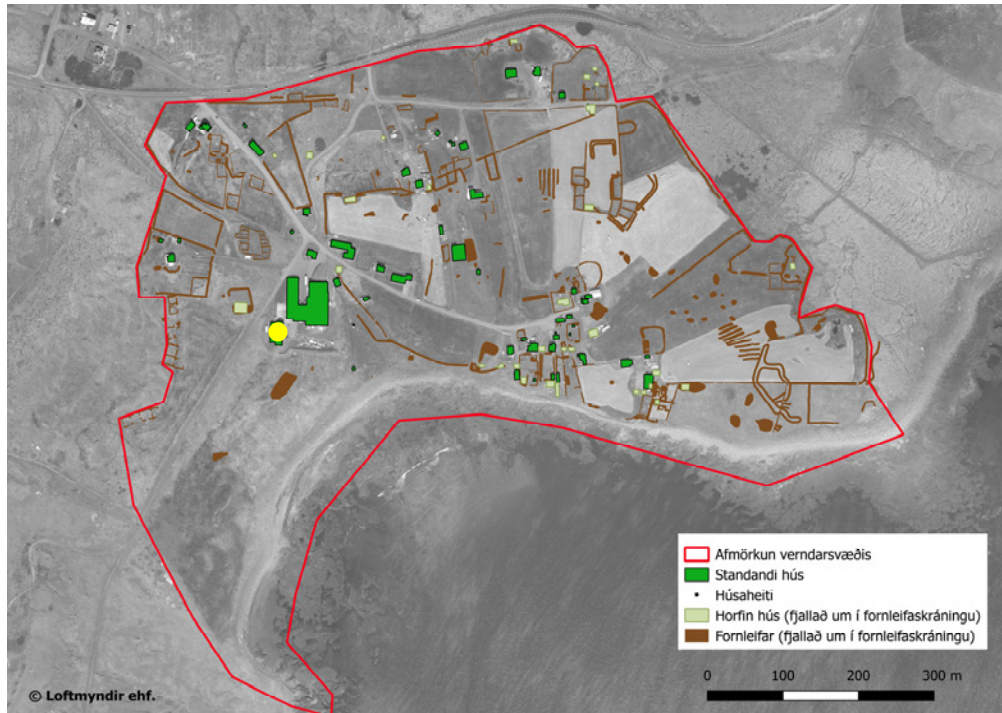 Afmörkun verndarsvæðis
Standandi hús
Húsaheiti
Horfin hús (fjallað um í fornleifaskráningu)
Fornleifar (fjallað um í fornleifaskráningu)
0 100 200 300 m
© Loftmyndir ehf.